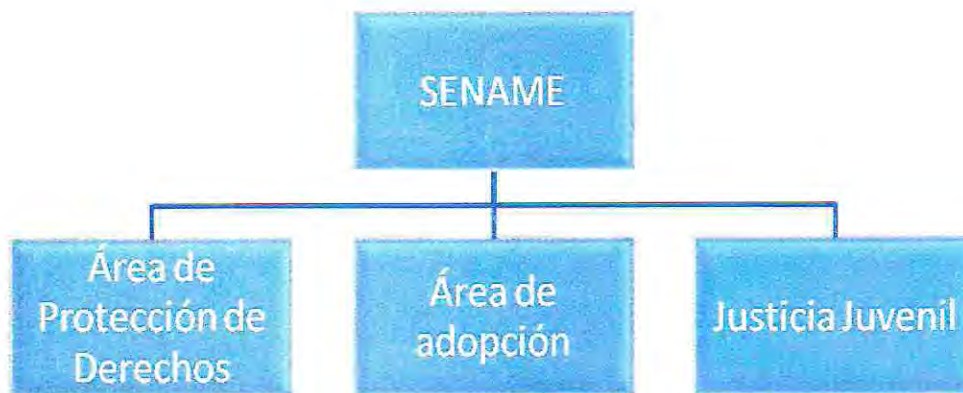 SENAME
Área de
Protección de
Derechos
Área de
adopción
Justicia Juvenil